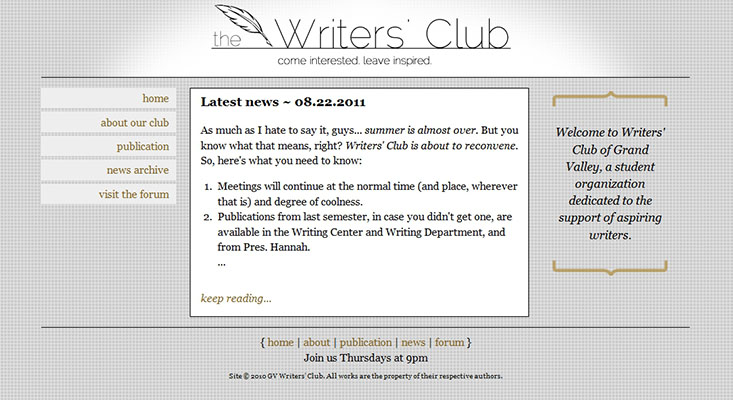 the Writers' Club
come interested. leave inspired.
home
about our club
publication
news archive
visit the forum
Latest news ~ 08.22.2011
As much as I hate to say it, guys... summer is almost over. But you
know what that means, right? Writers' Club is about to reconvene.
So, here's what you need to know:
1. Meetings will continue at the normal time (and place, wherever
that is) and degree of coolness.
2. Publications from last semester, in case you didn't get one, are
available in the Writing Center and Writing Department, and
from Pres. Hannah.
...
keep reading...
Welcome to Writers'
Club of Grand
Valley, a student
organization
dedicated to the
support of aspiring
writers.
{ home | about | publication | news | forum }
Join us Thursdays at 9pm
Site © 2010 GV Writers' Club. All works are the property of their respective authors.